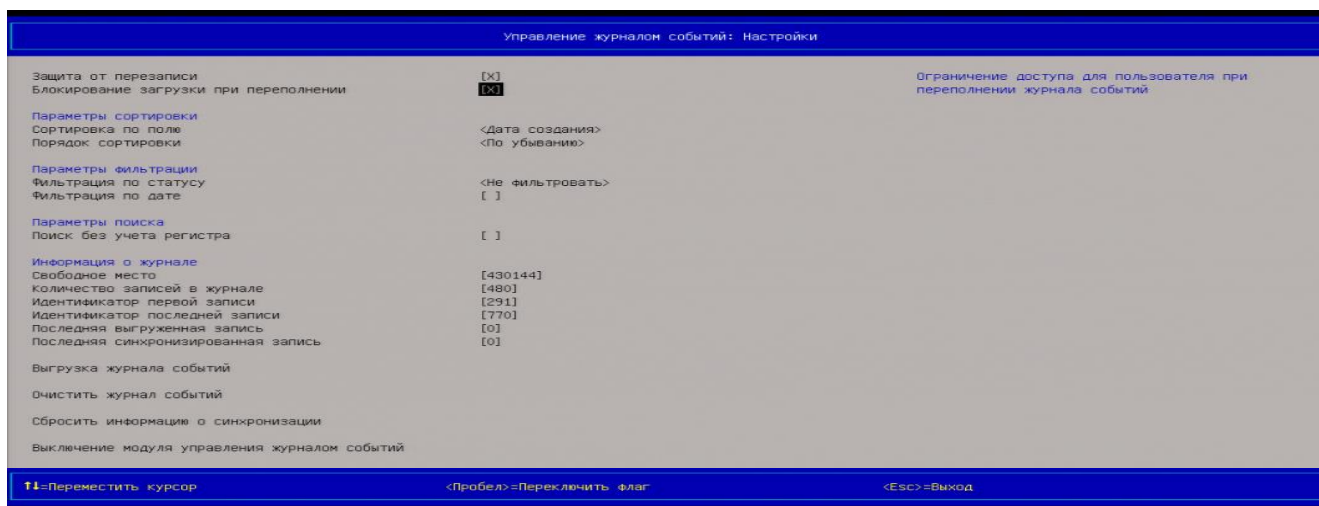 Управление журналом событий: Настройки
Защита от перезаписи [X] Ограничение доступа для пользователя при
Блокирование загрузки при переполнении [X] переполнении журнала событий
Параметры сортировки
Сортировка по полю <Дата создания>
Порядок сортировки <По убыванию>
Параметры фильтрации
Фильтрация по статусу <Не фильтровать>
Фильтрация по дате [ ]
Параметры поиска
Поиск без учета регистра [ ]
Информация о журнале
Свободное место [430144]
Количество записей в журнале [480]
Идентификатор первой записи [291]
Идентификатор последней записи [770]
Последняя выгруженная запись [0]
Последняя синхронизированная запись [0]
Выгрузка журнала событий
Очистить журнал событий
Сбросить информацию о синхронизации
Выключение модуля управления журналом событий
↑↓=Переместить курсор <Пробел>=Переключить флаг <Esc>=Выход